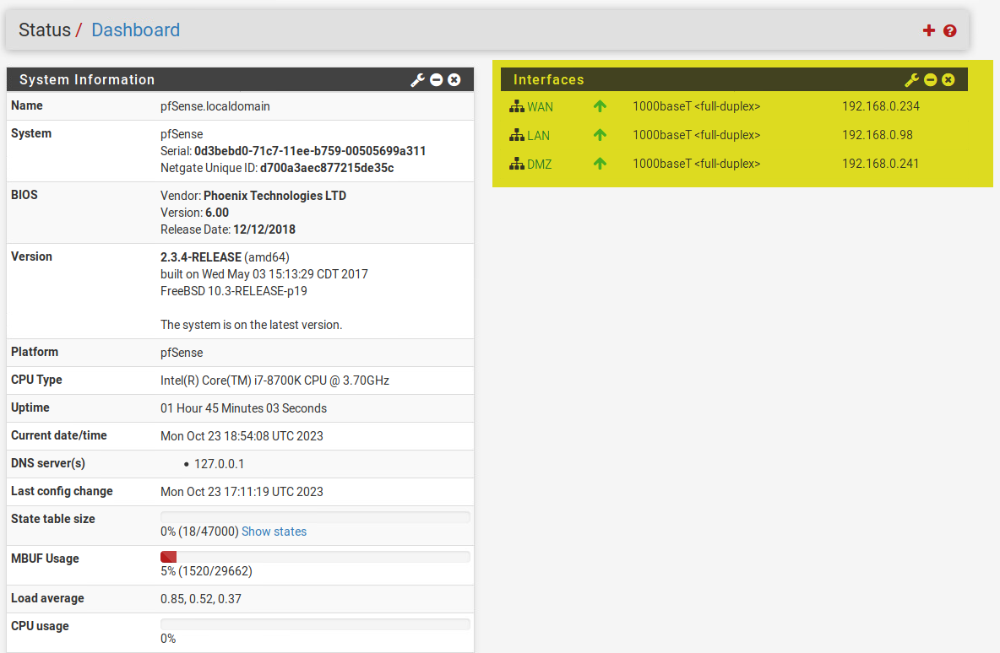 Status / Dashboard
System Information
Name pfSense.localdomain
System pfSense
Serial: 0d3bebd0-71c7-11ee-b759-00505699a311
Netgate Unique ID: d700a3aec877215de35c
BIOS Vendor: Phoenix Technologies LTD
Version: 6.00
Release Date: 12/12/2018
Version 2.3.4-RELEASE (amd64)
built on Wed May 03 15:13:29 CDT 2017
FreeBSD 10.3-RELEASE-p19
The system is on the latest version.
Platform pfSense
CPU Type Intel(R) Core(TM) i7-8700K CPU @ 3.70GHz
Uptime 01 Hour 45 Minutes 03 Seconds
Current date/time Mon Oct 23 18:54:08 UTC 2023
DNS server(s) • 127.0.0.1
Last config change Mon Oct 23 17:11:19 UTC 2023
State table size
0% (18/47000) Show states
MBUF Usage
5% (1520/29662)
Load average 0.85, 0.52, 0.37
CPU usage
0%
Interfaces
WAN 1000baseT <full-duplex> 192.168.0.234
LAN 1000baseT <full-duplex> 192.168.0.98
DMZ 1000baseT <full-duplex> 192.168.0.241